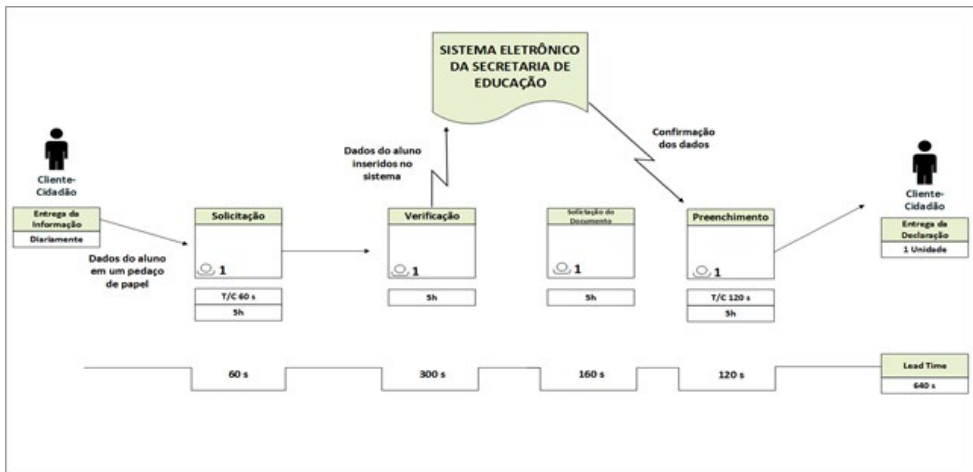 SISTEMA ELETRÔNICO
DA SECRETARIA DE
EDUCAÇÃO
Cliente-
Cidadão
Entrega da
Informação
Diariamente
Dados do aluno
em um pedaço
de papel
Solicitação
1
T/C 60 s
5h
Dados do aluno
inseridos no
sistema
Verificação
1
5h
Solicitação do
Documento
1
5h
Confirmação
dos dados
Preenchimento
1
T/C 120 s
5h
Cliente-
Cidadão
Entrega da
Declaração
1 Unidade
60 s
300 s
160 s
120 s
Lead Time
640 s